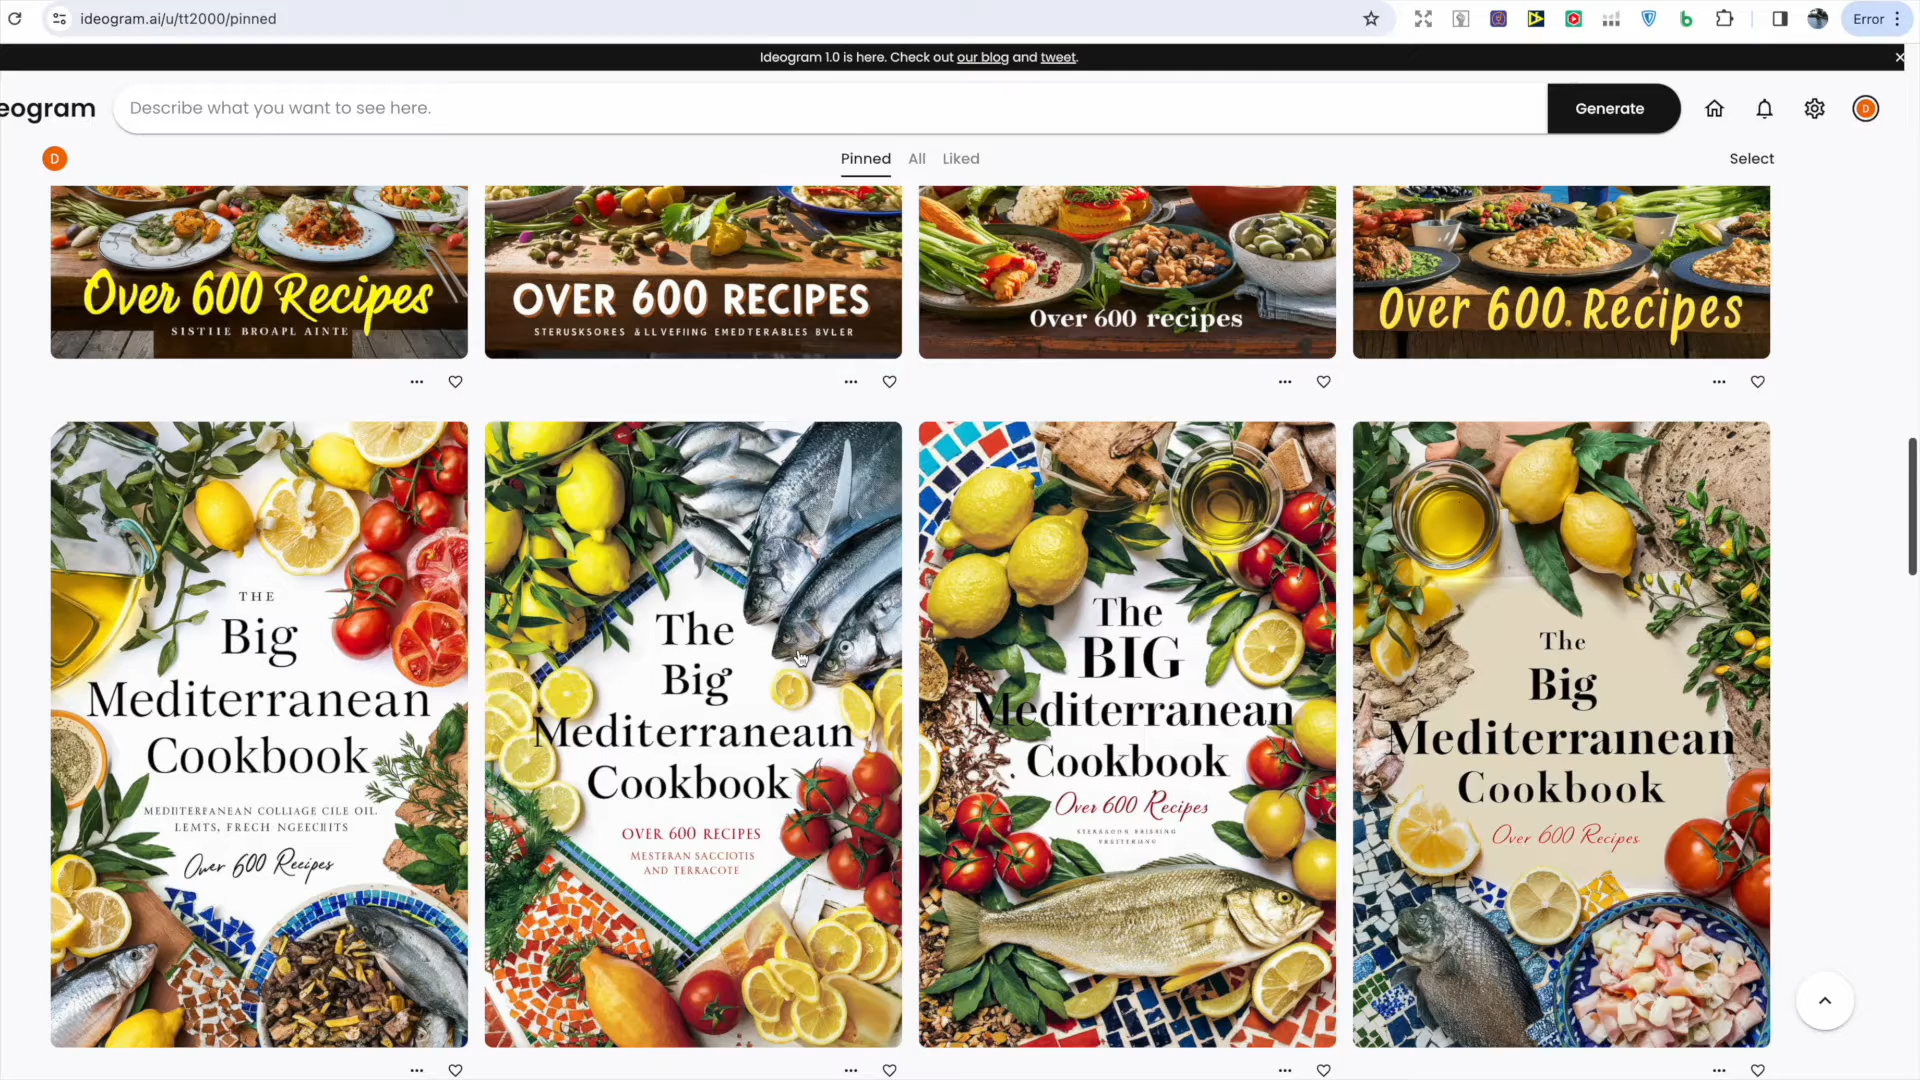 ideogram.ai/u/tt2000/pinned
Error
Ideogram 1.0 is here. Check out our blog and tweet.
eogram
Describe what you want to see here.
Generate
D
D
Pinned
All
Liked
Select
Over 600 Recipes
SISTIIE BROAPL AINTE
OVER 600 RECIPES
STERUSKSORES &LLVEFIING EMEDTERABLES BVLER
Over 600 recipes
Over 600. Recipes
THE
Big
Mediterranean
Cookbook
MEDIITERFANEAN COLLIAGE CILE OIL.
LEMTS, FRECH NGEECHITS
Over 600 Recipes
The
Big
Mediterraneaın
Cookbook
OVER 600 RECIPES
MESTERAN SACCIOTIS
AND TERRACOTE
The
BIG
Mediterranean
Cookbook
Over 600 Recipes
The
Big
Mediterraınean
Cookbook
Over 600 Recipes